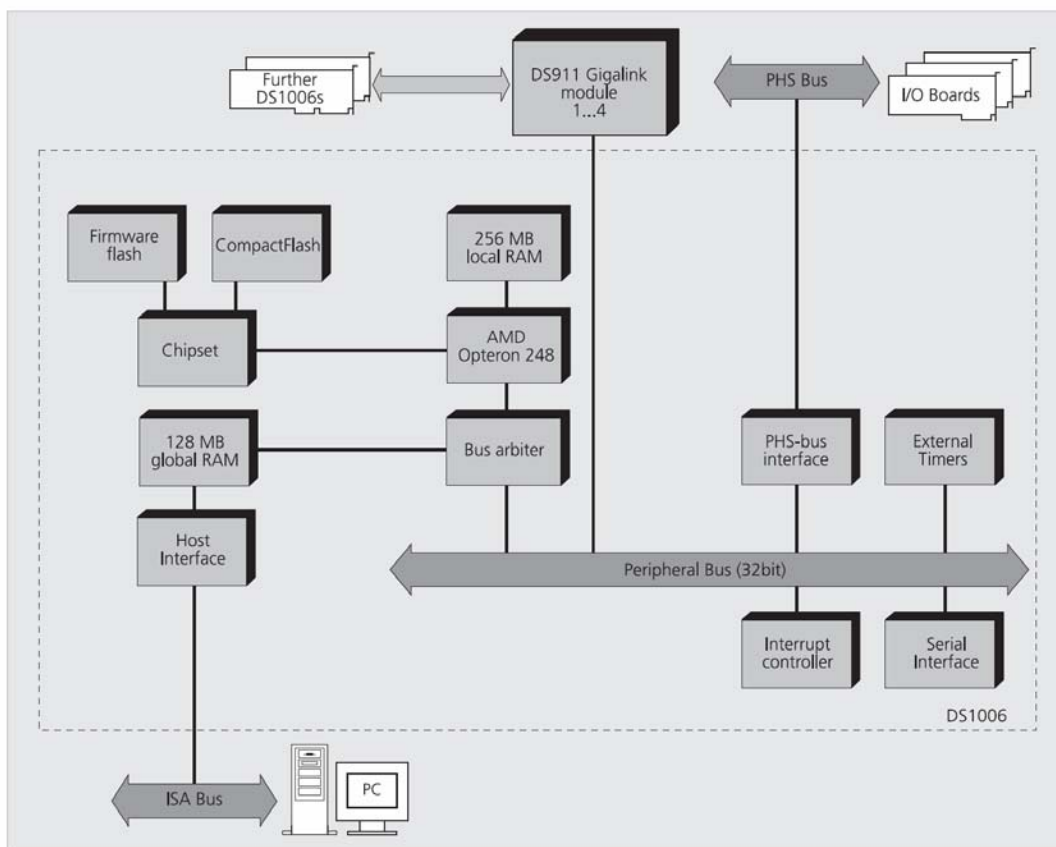 Further
DS1006s
DS911 Gigalink
module
1...4
PHS Bus
I/O Boards
Firmware
flash
CompactFlash
256 MB
local RAM
Chipset
AMD
Opteron 248
128 MB
global RAM
Bus arbiter
PHS-bus
interface
External
Timers
Host
Interface
Peripheral Bus (32bit)
Interrupt
controller
Serial
Interface
DS1006
ISA Bus
PC